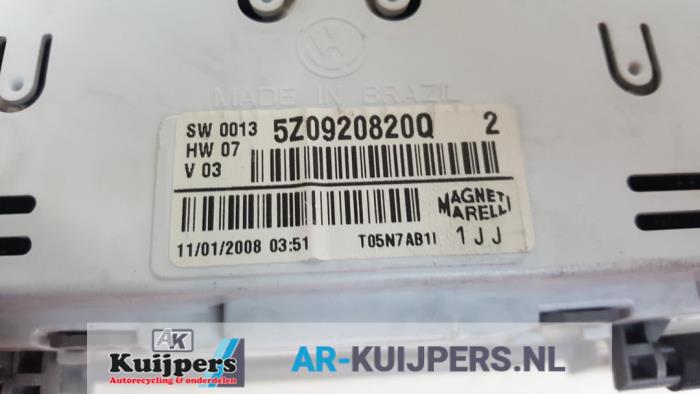 MADE IN BRAZIL
SW 0013 5Z0920820Q 2
HW 07
V 03
MAGNETI
MARELLI
11/01/2008 03:51 T05N7AB1I 1JJ
AK
Kuijpers
Autorecycling & onderdelen
AR-KUIJPERS.NL